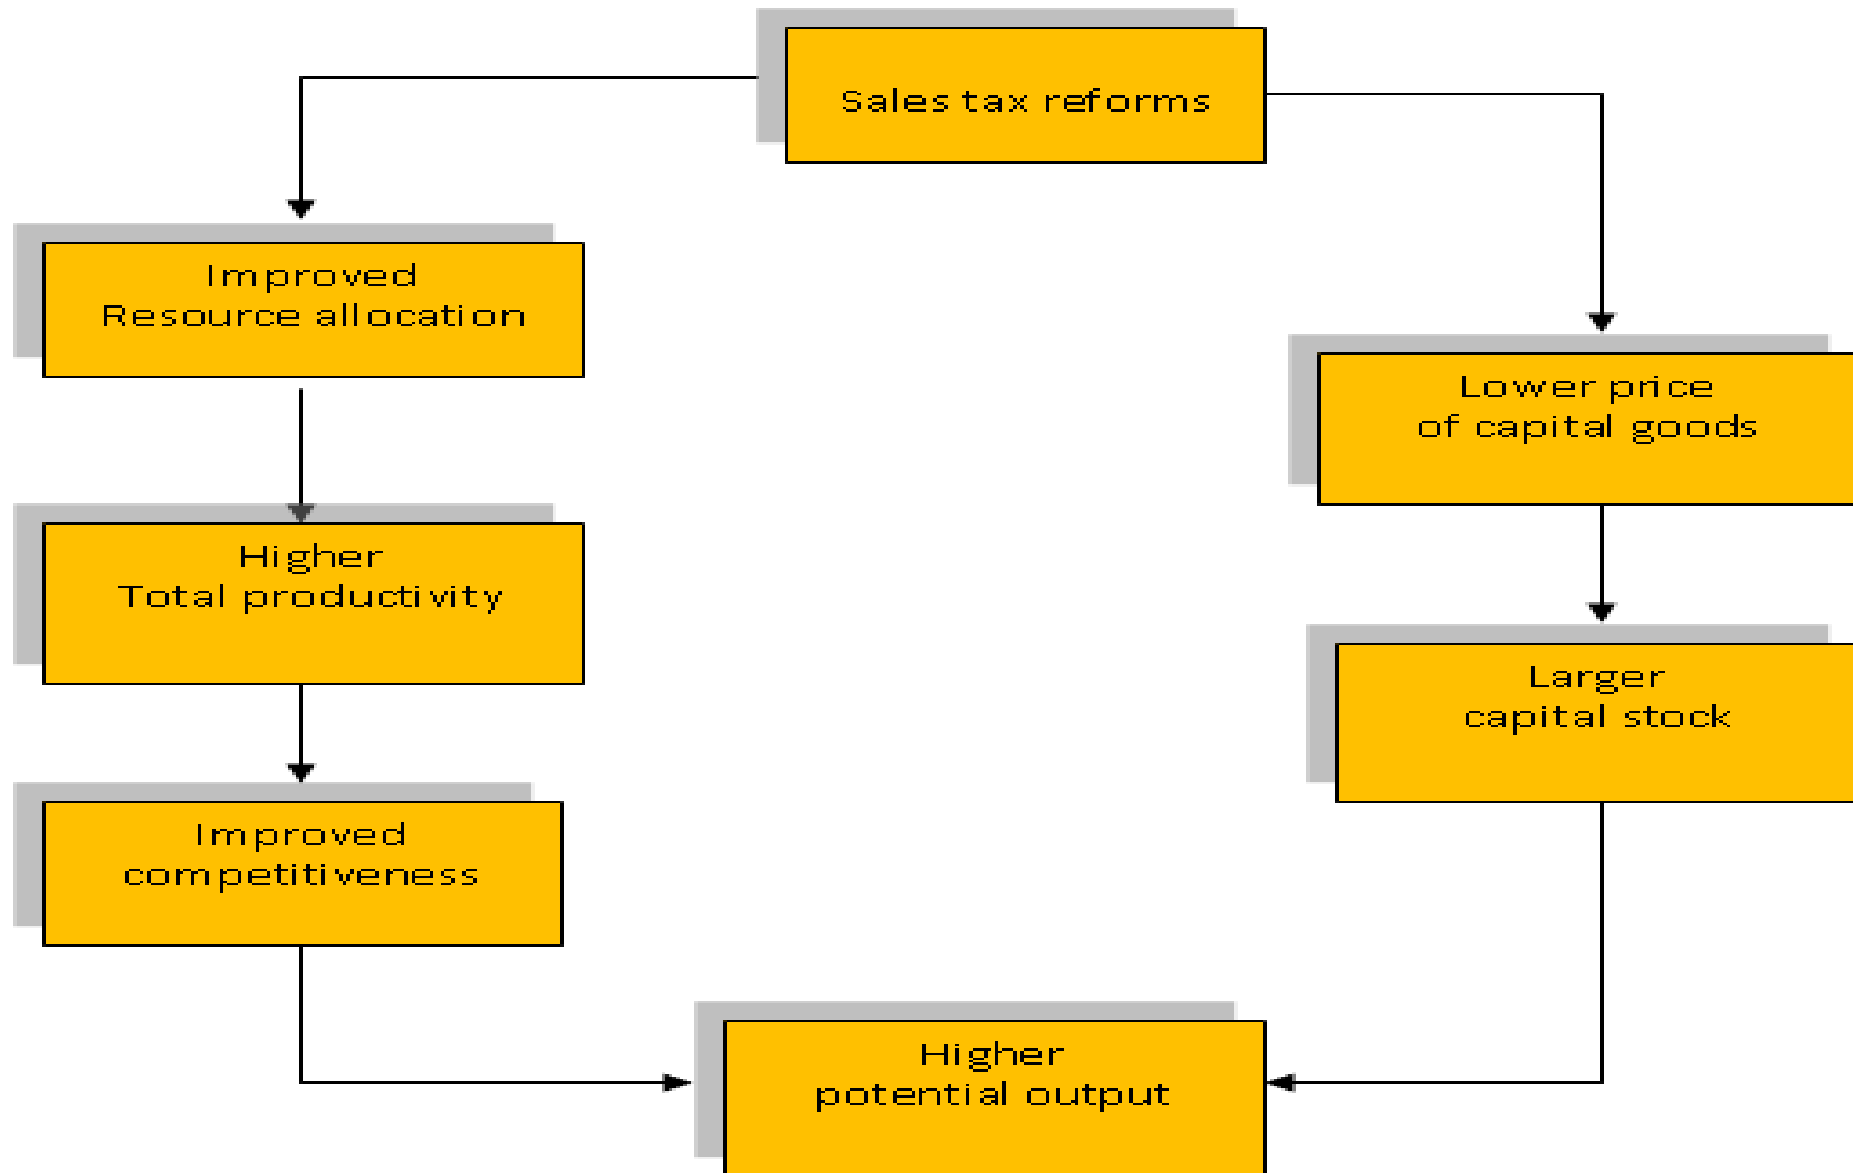 Sales tax reforms
Improved
Resource allocation
Lower price
of capital goods
Higher
Total productivity
Larger
capital stock
Improved
competitiveness
Higher
potential output